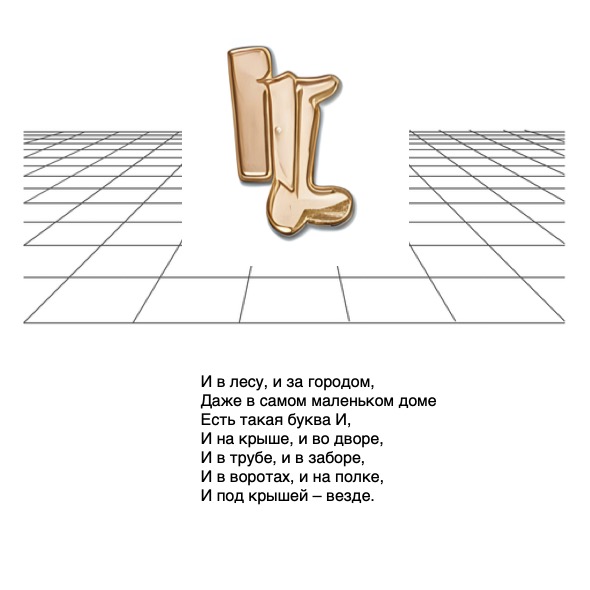 И в лесу, и за городом,
Даже в самом маленьком доме
Есть такая буква И,
И на крыше, и во дворе,
И в трубе, и в заборе,
И в воротах, и на полке,
И под крышей – везде.